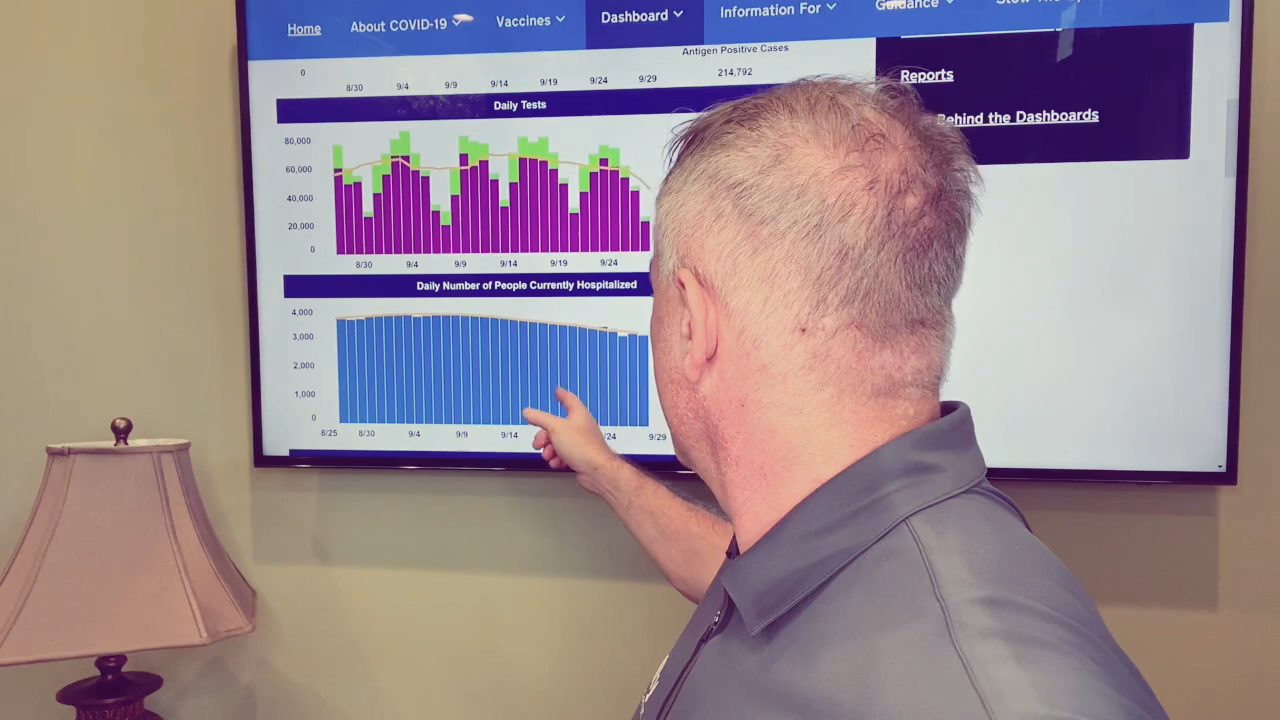 Home About COVID-19 Vaccines Dashboard Information For Guidance
Antigen Positive Cases
214,792
0
8/30 9/4 9/9 9/14 9/19 9/24 9/29
Reports
Behind the Dashboards
Daily Tests
80,000
60,000
40,000
20,000
0
8/30 9/4 9/9 9/14 9/19 9/24
Daily Number of People Currently Hospitalized
4,000
3,000
2,000
1,000
0
8/25 8/30 9/4 9/9 9/14 /24 9/29